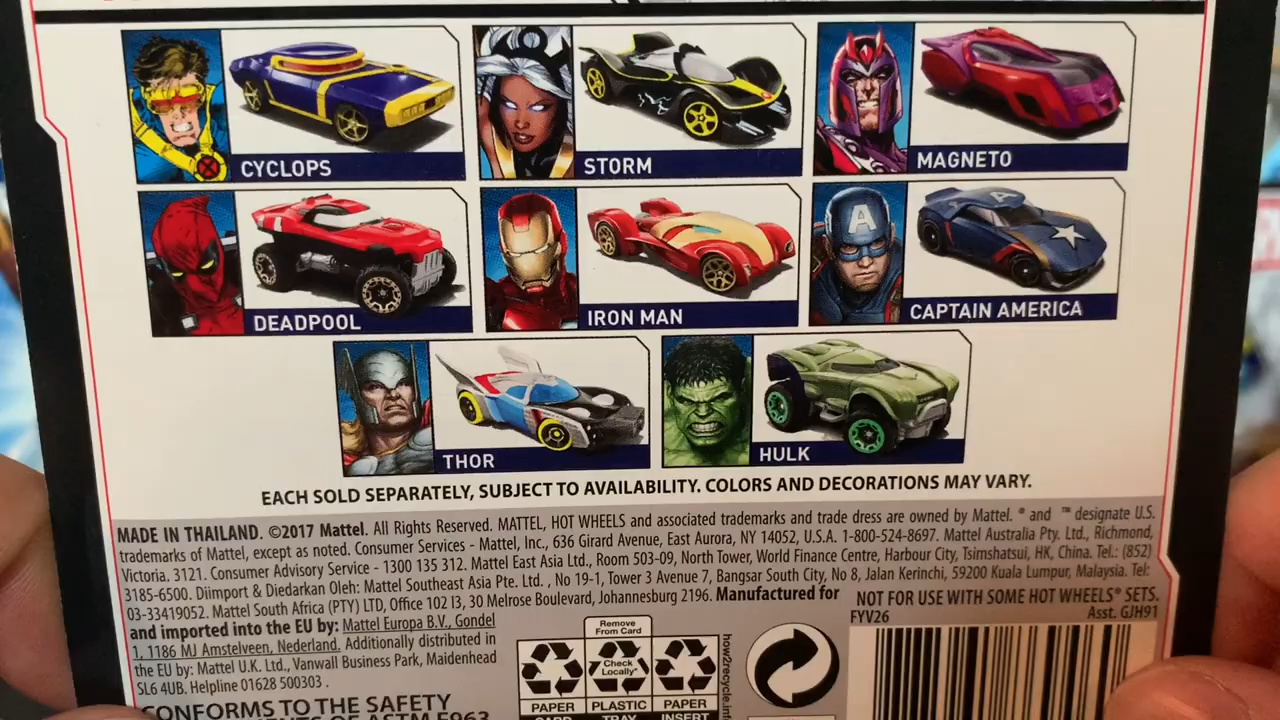 CYCLOPS
STORM
MAGNETO
DEADPOOL
IRON MAN
A
A
CAPTAIN AMERICA
THOR
HULK
EACH SOLD SEPARATELY, SUBJECT TO AVAILABILITY. COLORS AND DECORATIONS MAY VARY.
MADE IN THAILAND. ©2017 Mattel. All Rights Reserved. MATTEL, HOT WHEELS and associated trademarks and trade dress are owned by Mattel. ® and ™ designate U.S.
trademarks of Mattel, except as noted. Consumer Services - Mattel, Inc., 636 Girard Avenue, East Aurora, NY 14052, U.S.A. 1-800-524-8697. Mattel Australia Pty. Ltd., Richmond,
Victoria. 3121. Consumer Advisory Service - 1300 135 312. Mattel East Asia Ltd., Room 503-09, North Tower, World Finance Centre, Harbour City, Tsimshatsui, HK, China. Tel.: (852)
3185-6500. Diimport & Diedarkan Oleh: Mattel Southeast Asia Pte. Ltd. , No 19-1, Tower 3 Avenue 7, Bangsar South City, No 8, Jalan Kerinchi, 59200 Kuala Lumpur, Malaysia. Tel:
03-33419052. Mattel South Africa (PTY) LTD, Office 102 I3, 30 Melrose Boulevard, Johannesburg 2196. Manufactured for
and imported into the EU by: Mattel Europa B.V., Gondel
1, 1186 MJ Amstelveen, Nederland. Additionally distributed in
the EU by: Mattel U.K. Ltd., Vanwall Business Park, Maidenhead
SL6 4UB. Helpline 01628 500303 .
CONFORMS TO THE SAFETY
OF ASTM F963
Remove
From Card
Check
Locally*
PAPER
PLASTIC
PAPER
CARD
TRAY
INSERT
how2recycle.info
NOT FOR USE WITH SOME HOT WHEELS® SETS.
FYV26
Asst. GJH91